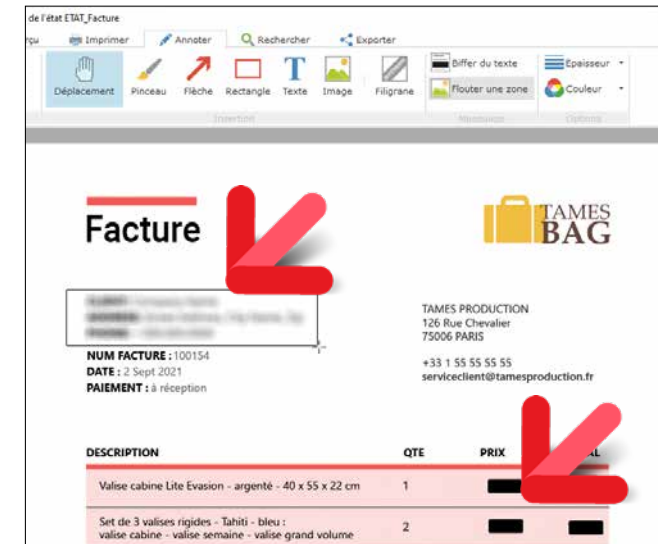 de l'état ETAT_Facture
rçu Imprimer Annoter Rechercher Exporter
Biffer du texte Epaisseur
Flouter une zone Couleur
Déplacement Pinceau Flèche Rectangle Texte Image Filigrane
Insertion Options
Facture
TAMES
BAG
TAMES PRODUCTION
126 Rue Chevalier
75006 PARIS
NUM FACTURE : 100154
DATE : 2 Sept 2021
PAIEMENT : à réception
+33 1 55 55 55 55
serviceclient@tamesproduction.fr
DESCRIPTION QTE PRIX AL
Valise cabine Lite Evasion - argenté - 40 x 55 x 22 cm 1
Set de 3 valises rigides - Tahiti - bleu :
valise cabine - valise semaine - valise grand volume 2